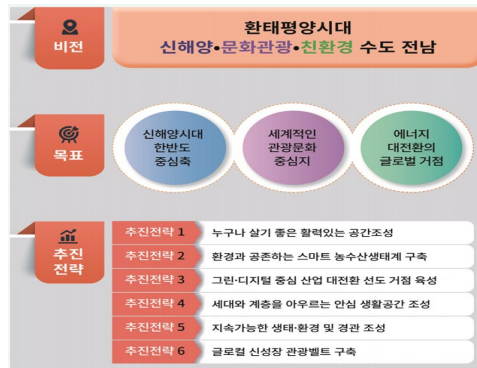 비전
환태평양시대
신해양•문화관광•친환경 수도 전남
목표
신해양시대
한반도
중심축
세계적인
관광문화
중심지
에너지
대전환의
글로벌 거점
추진
전략
추진전략 1 누구나 살기 좋은 활력있는 공간조성
추진전략 2 환경과 공존하는 스마트 농수산생태계 구축
추진전략 3 그린·디지털 중심 산업 대전환 선도 거점 육성
추진전략 4 세대와 계층을 아우르는 안심 생활공간 조성
추진전략 5 지속가능한 생태·환경 및 경관 조성
추진전략 6 글로컬 신성장 관광벨트 구축